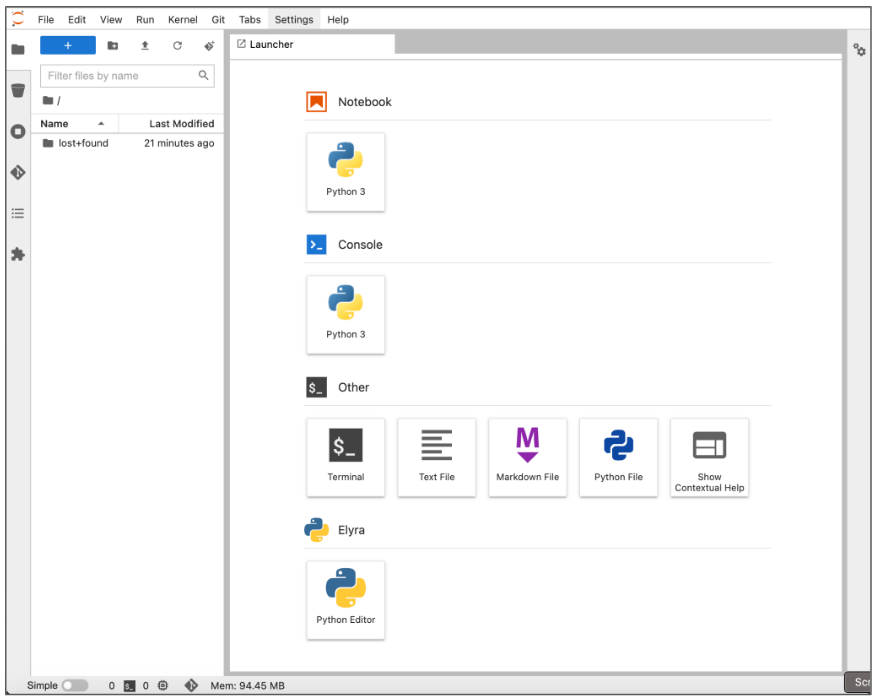 File Edit View Run Kernel Git Tabs Settings Help
+
Launcher
Filter files by name
/
Name Last Modified
lost+found 21 minutes ago
Notebook
Python 3
Console
Python 3
$_ Other
$_
Terminal
Text File
M
Markdown File
Python File
Show
Contextual Help
Elyra
Python Editor
Simple 0 $_ 0 Mem: 94.45 MB
Scr